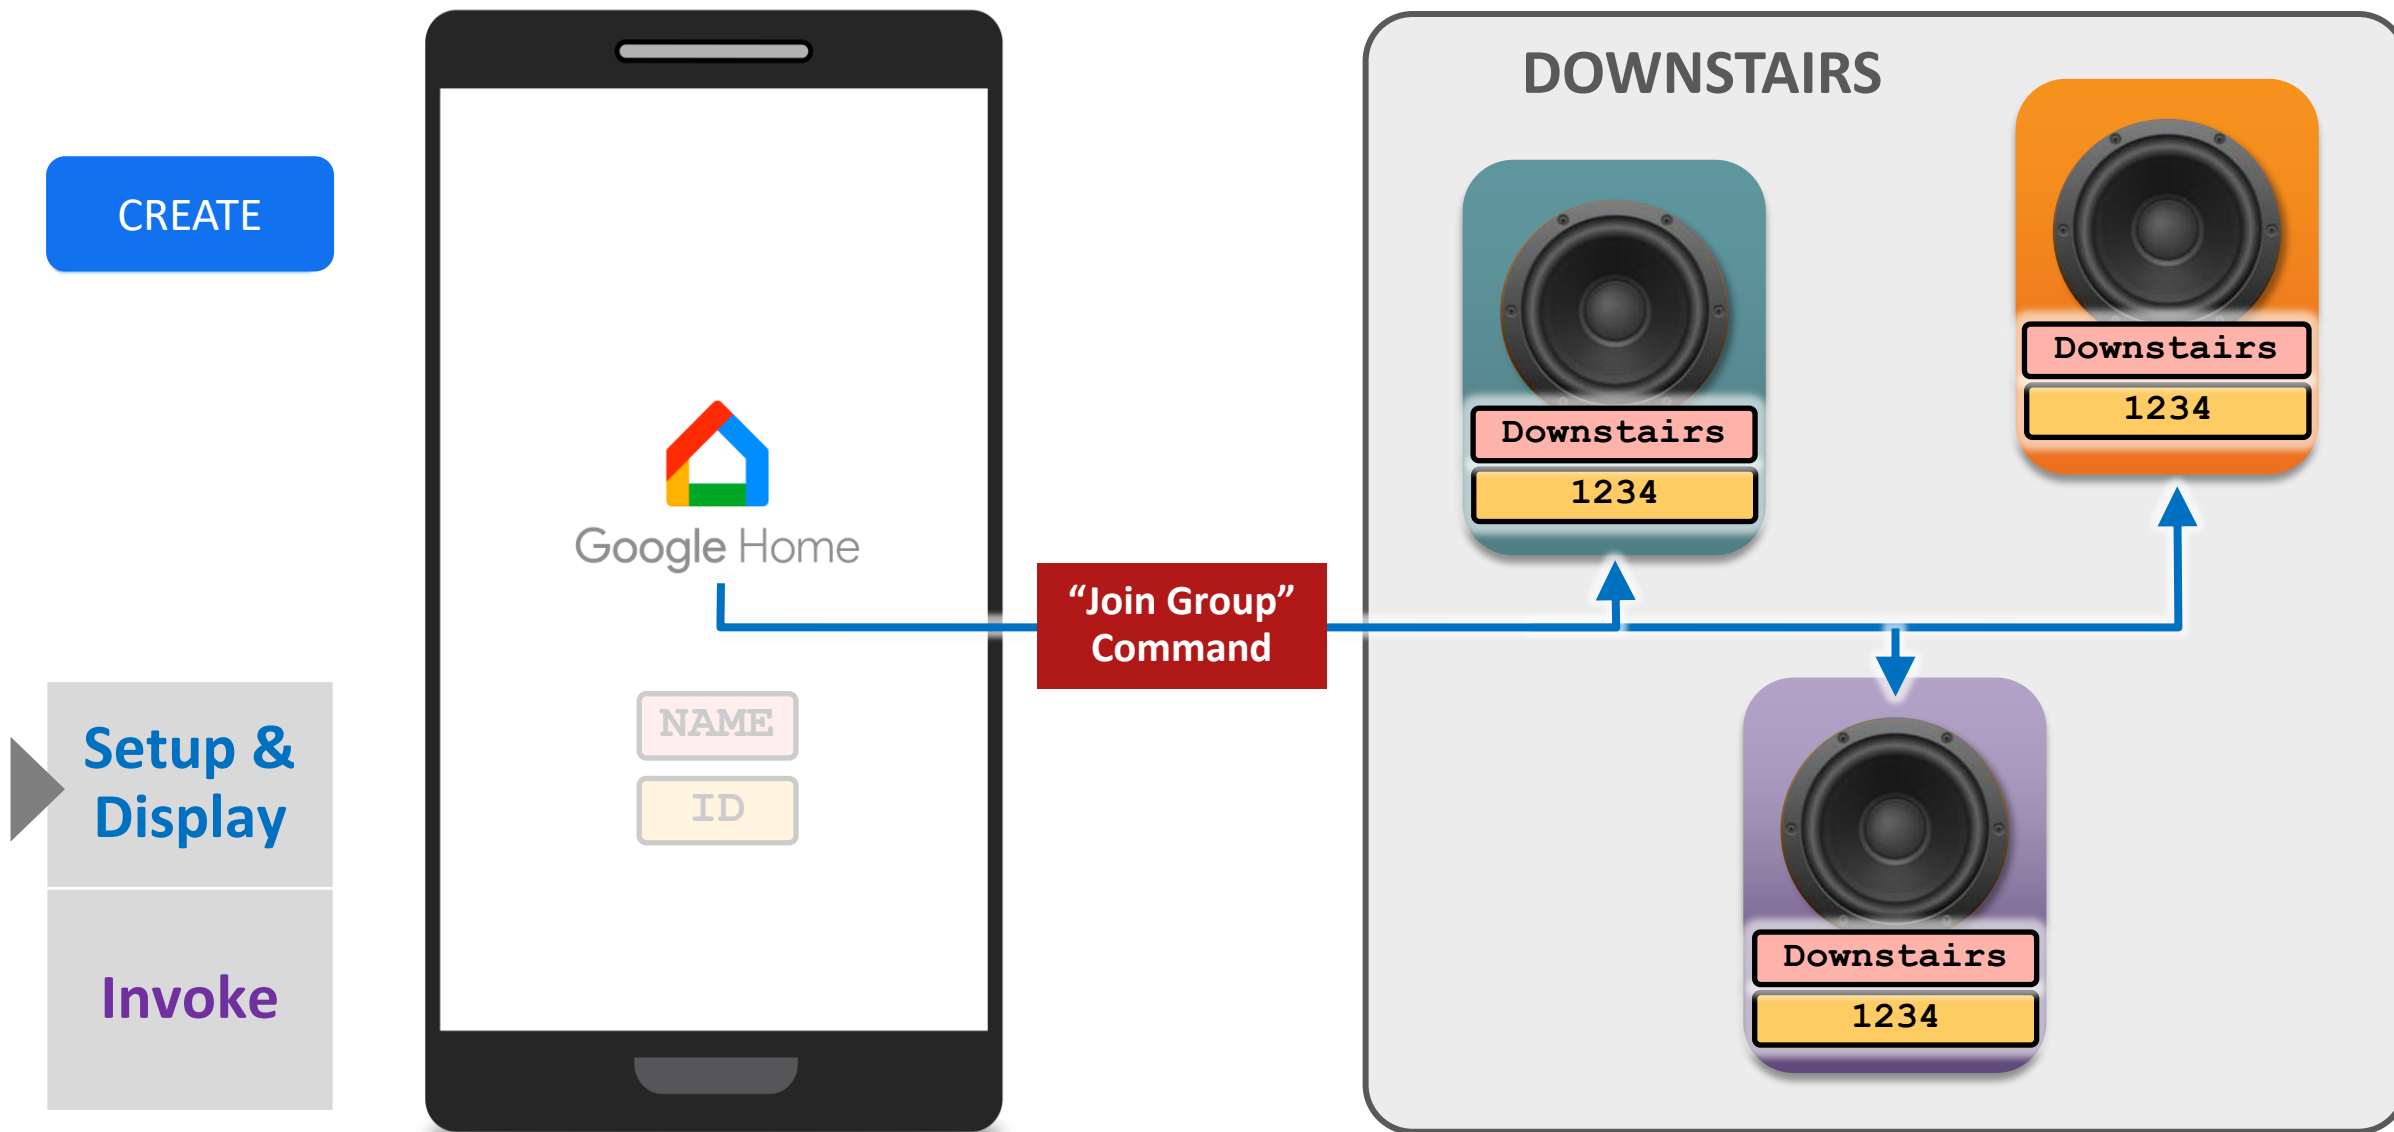 CREATE
Setup &
Display
Invoke
Google Home
NAME
ID
“Join Group”
Command
DOWNSTAIRS
Downstairs
1234
Downstairs
1234
Downstairs
1234